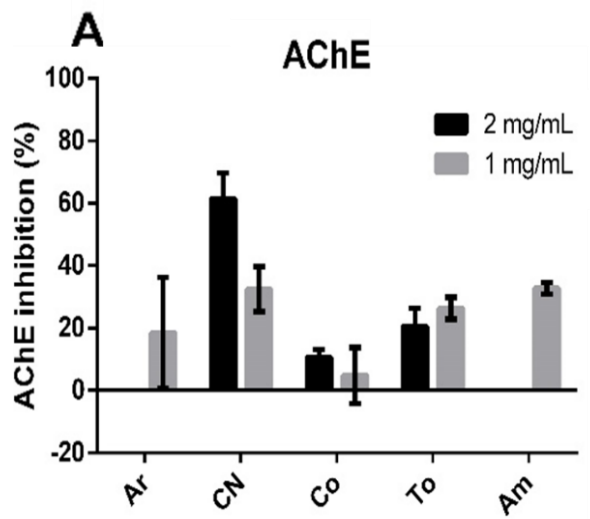 A
AChE
AChE inhibition (%)
100
80
60
40
20
0
-20
2 mg/mL
1 mg/mL
Ar
CN
Co
To
Am